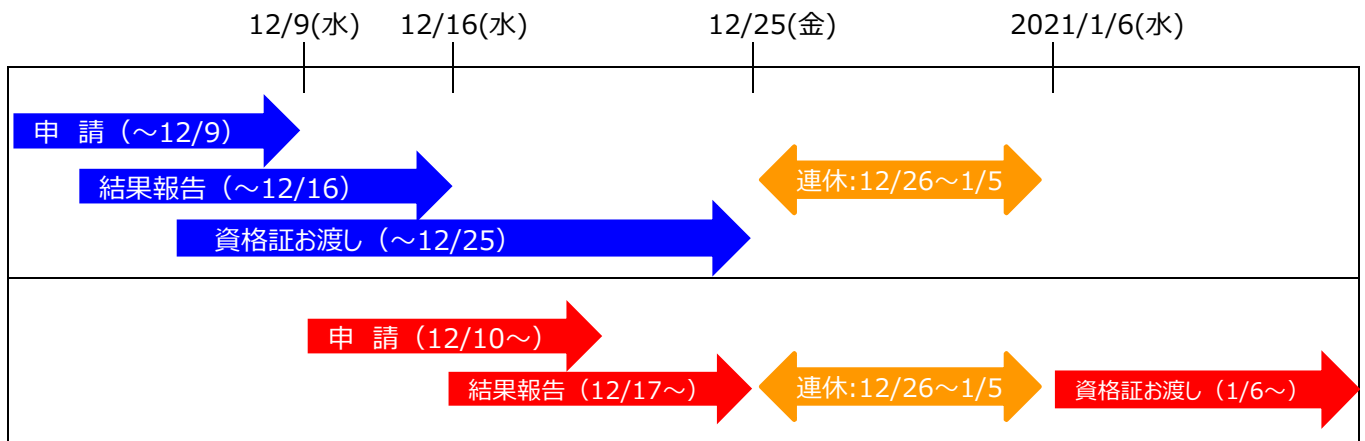 12/9(水) 12/16(水) 12/25(金) 2021/1/6(水)
申 請（～12/9）
結果報告（～12/16）
連休:12/26～1/5
資格証お渡し（～12/25）
申 請（12/10～）
結果報告（12/17～）
連休:12/26～1/5
資格証お渡し（1/6～）